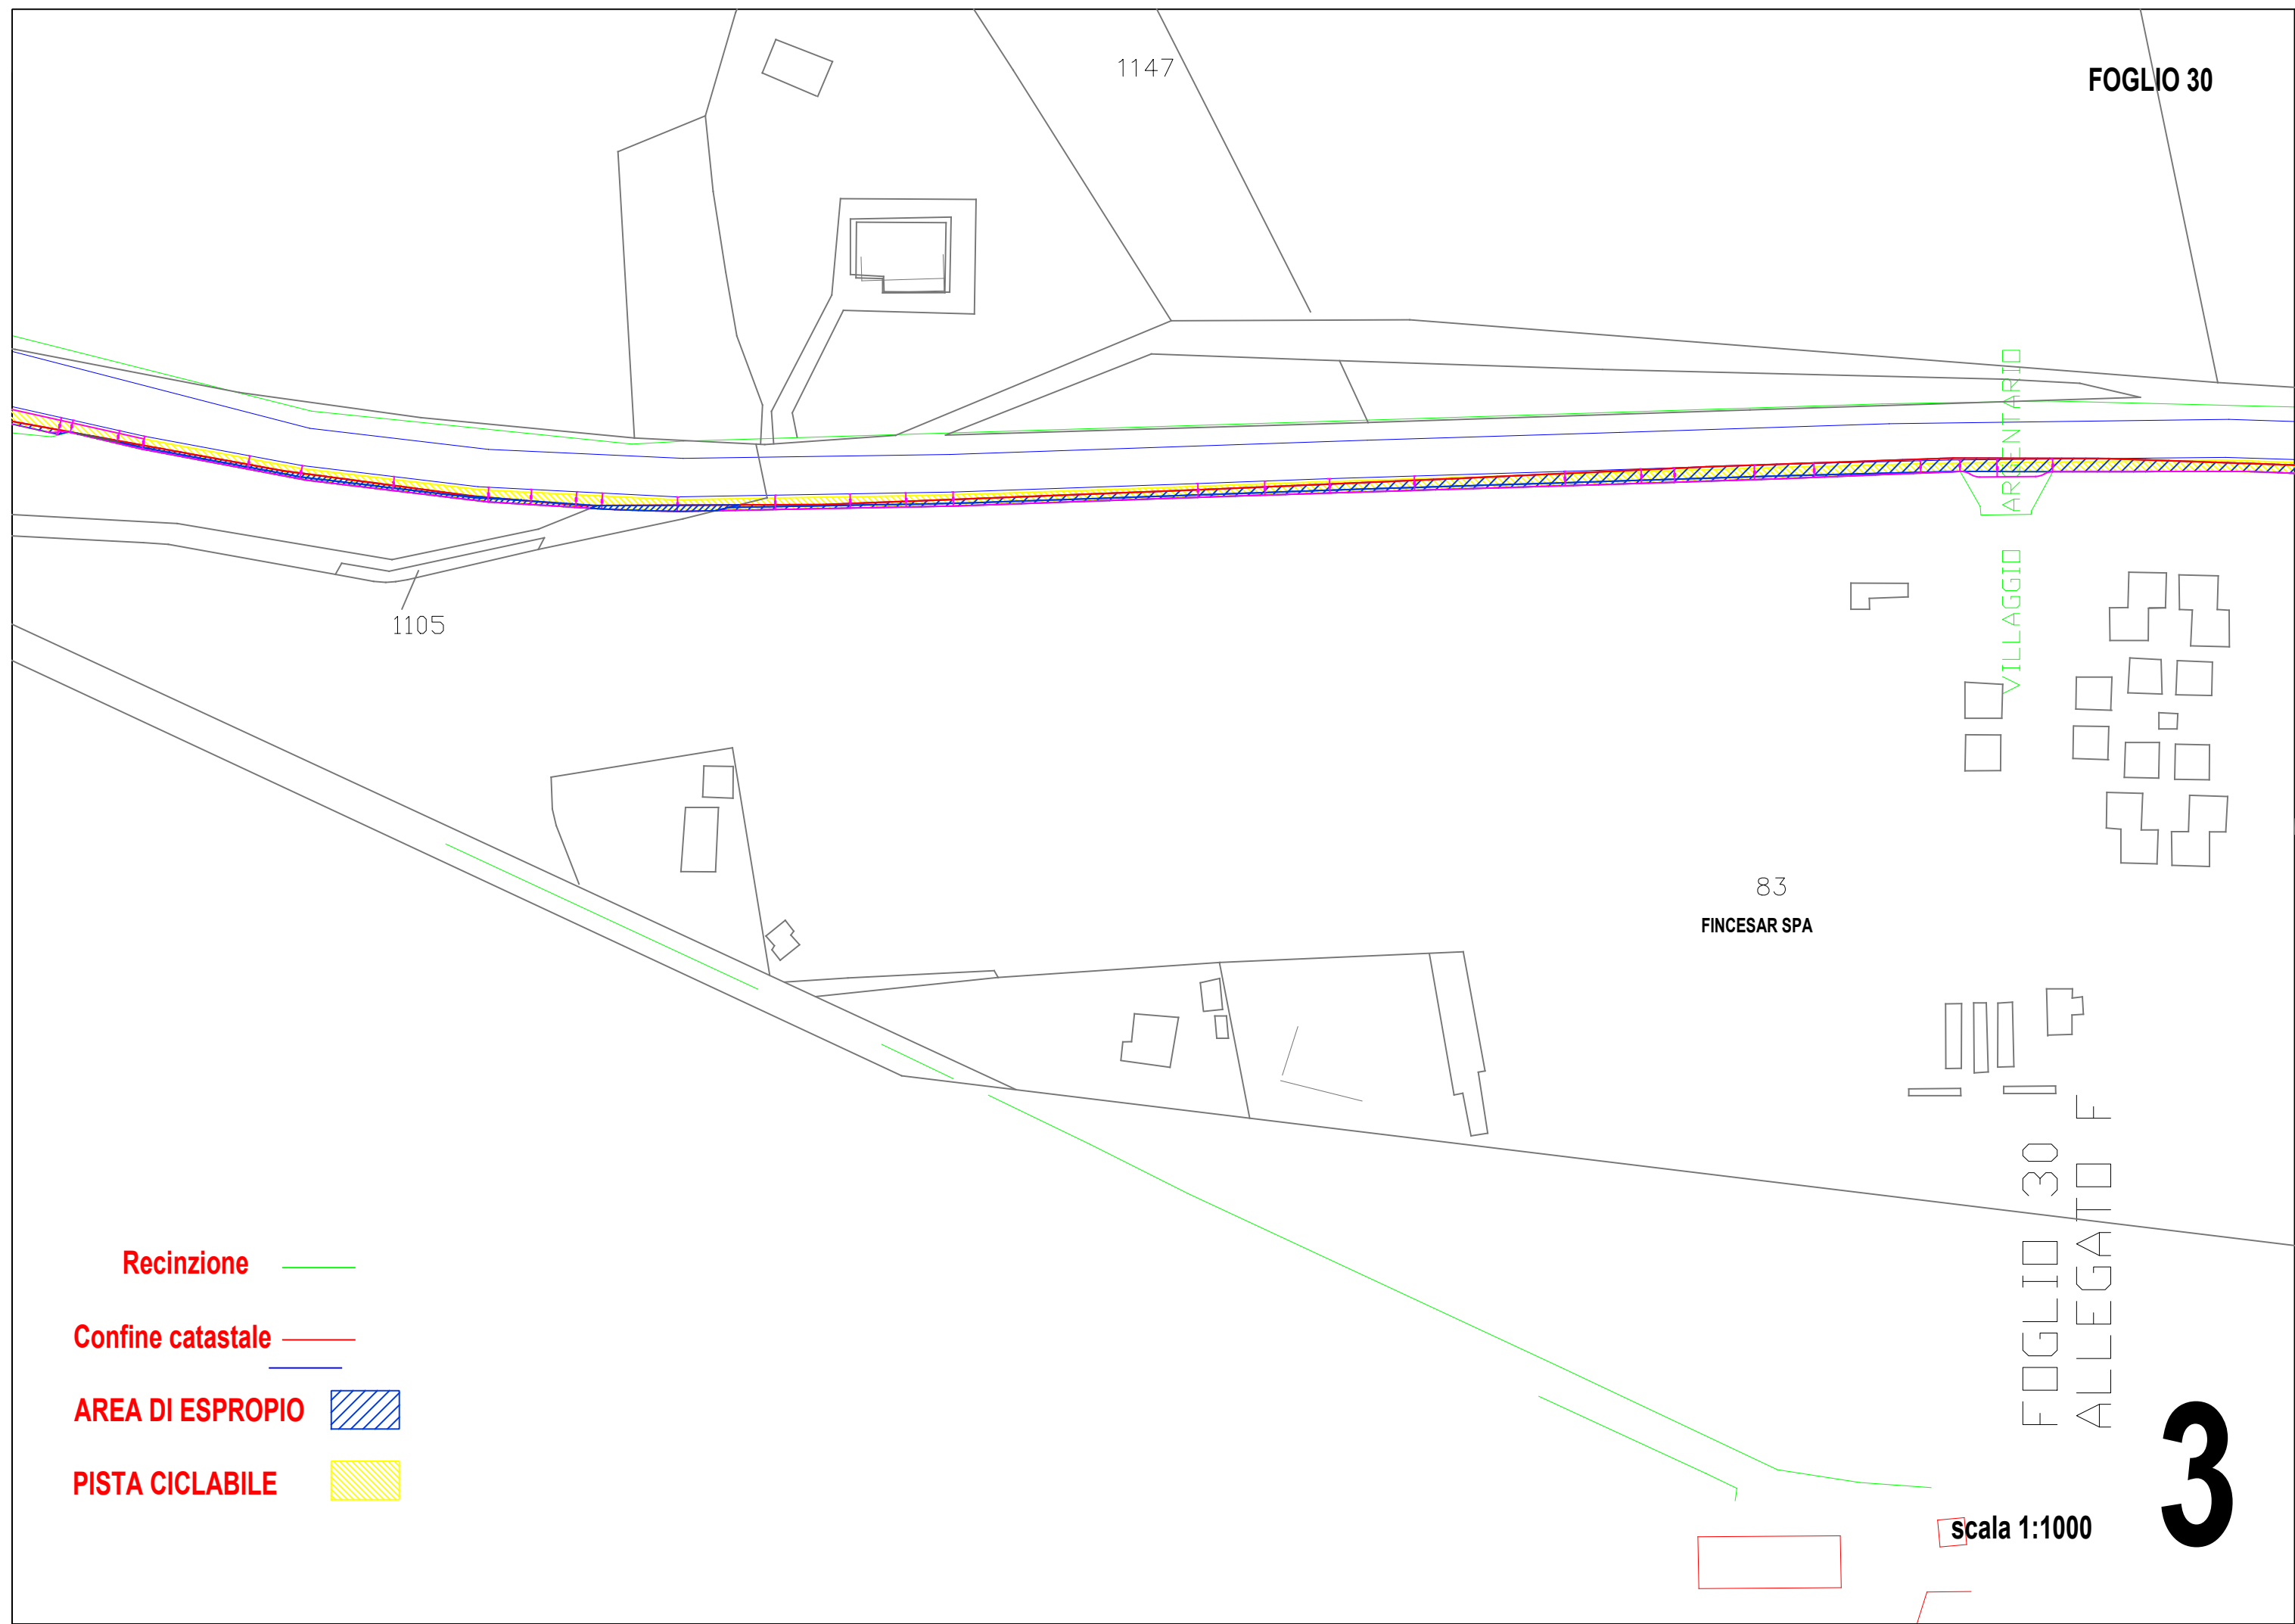 1147
FOGLIO 30
VILLAGGIO ARGENTARIO
1105
83
FINCESAR SPA
FOGLIO 30
ALLEGATO F
Recinzione
Confine catastale
AREA DI ESPROPIO
PISTA CICLABILE
3
scala 1:1000